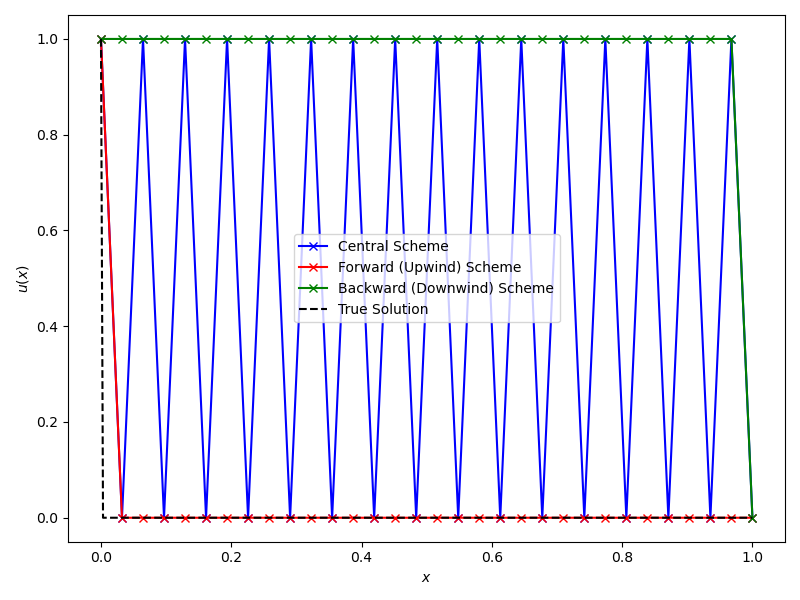 1.0
0.8
0.6
0.4
0.2
0.0
u(x)
Central Scheme
Forward (Upwind) Scheme
Backward (Downwind) Scheme
True Solution
0.0 0.2 0.4 0.6 0.8 1.0
x